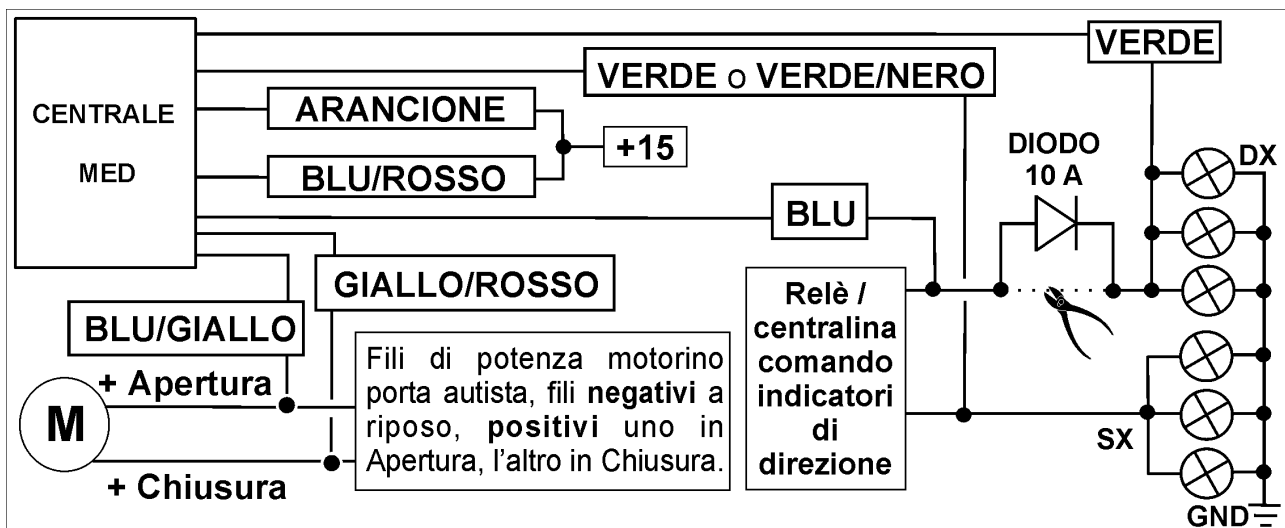 VERDE
VERDE o VERDE/NERO
CENTRALE
MED
ARANCIONE
+15
BLU/ROSSO
DIODO
10 A
DX
BLU
GIALLO/ROSSO
BLU/GIALLO
Relè /
centralina
comando
indicatori
di
direzione
+ Apertura
Fili di potenza motorino
porta autista, fili negativi a
riposo, positivi uno in
Apertura, l'altro in Chiusura.
M
+ Chiusura
SX
GND